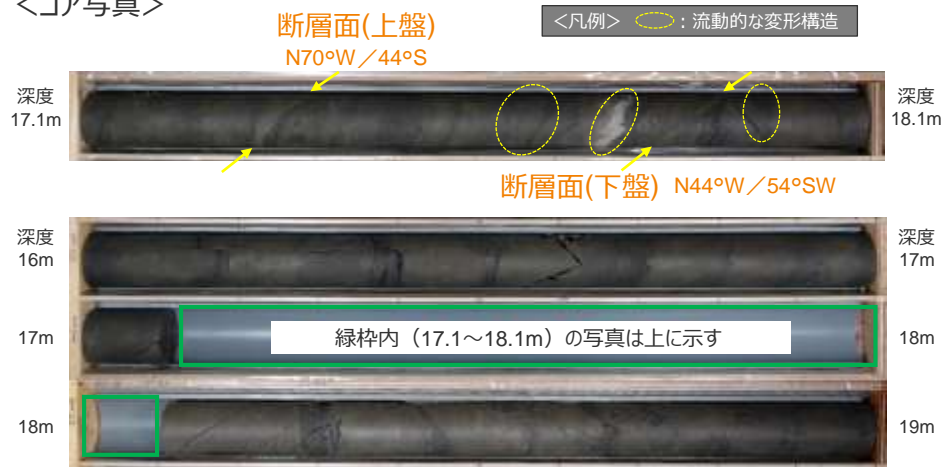 <コア写真>
<凡例> :流動的な変形構造
断層面(上盤)
N70°W/44°S
深度
17.1m
深度
18.1m
断層面(下盤) N44°W/54°SW
深度
16m
深度
17m
17m
緑枠内（17.1～18.1m）の写真は上に示す
18m
18m
19m